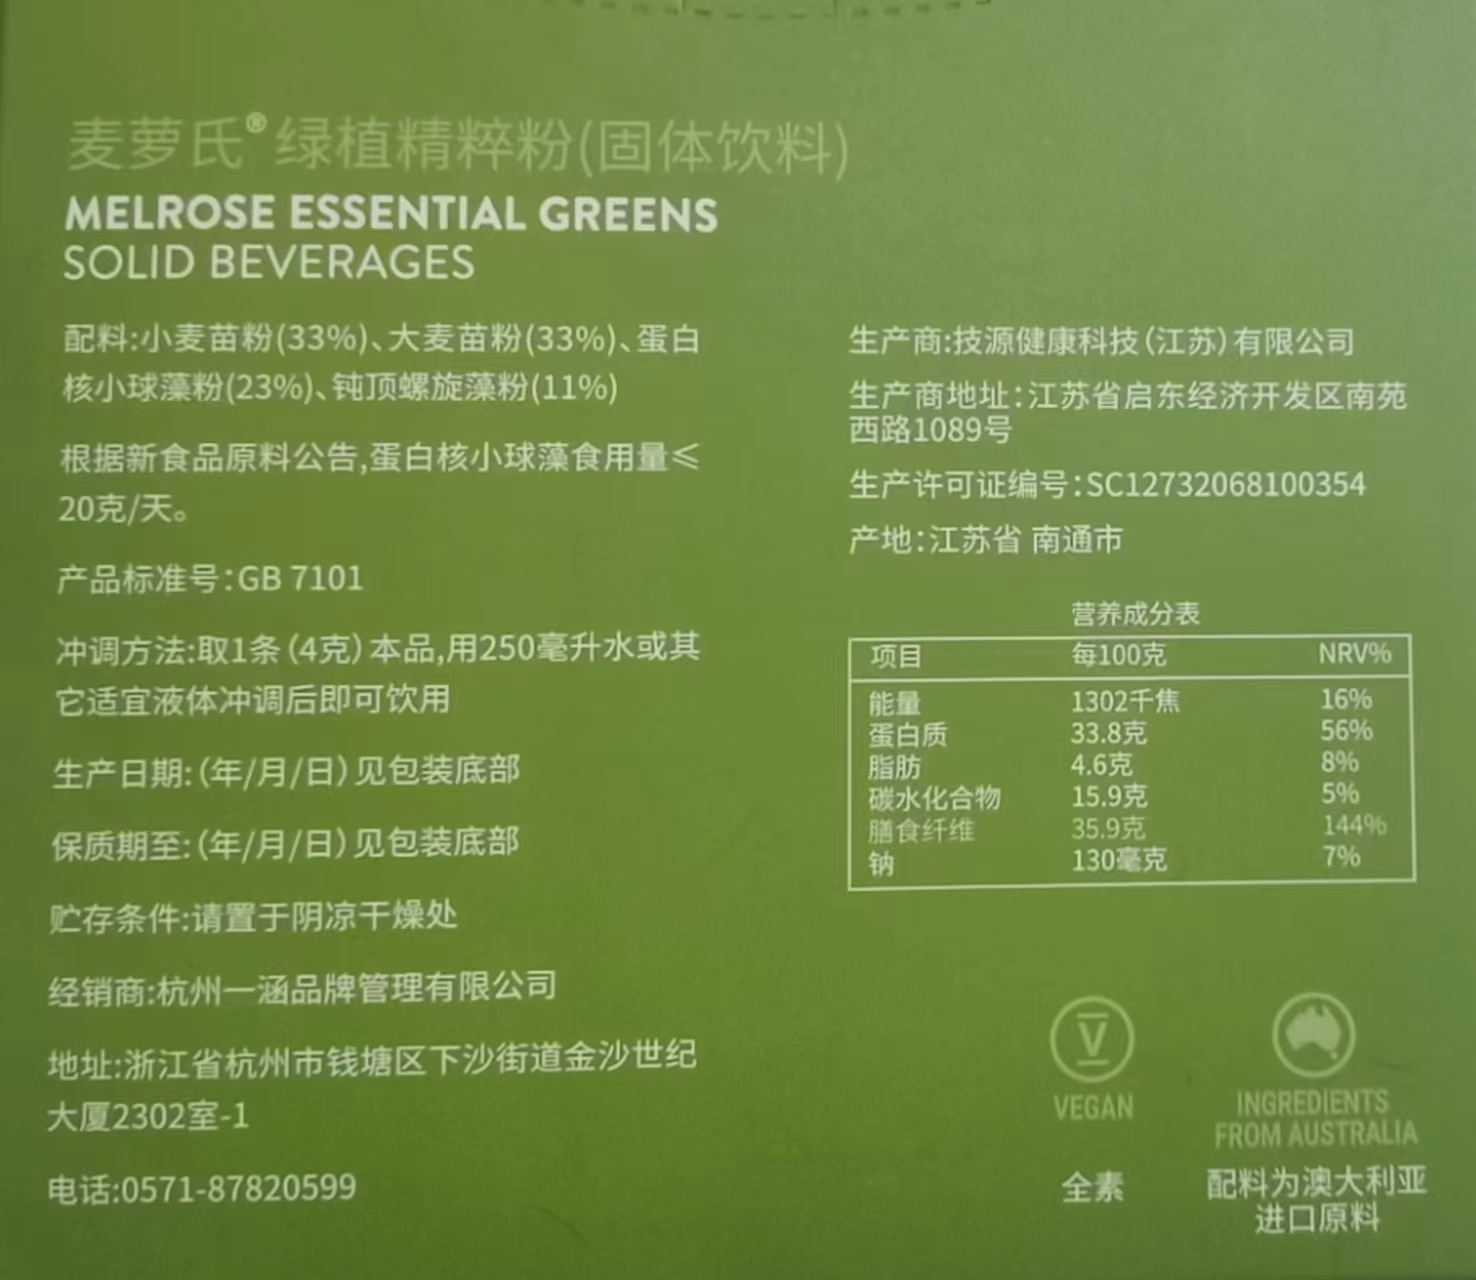 麦萝氏®绿植精粹粉(固体饮料)
MELROSE ESSENTIAL GREENS
SOLID BEVERAGES
配料:小麦苗粉(33%)、大麦苗粉(33%)、蛋白
核小球藻粉(23%)、钝顶螺旋藻粉(11%)
根据新食品原料公告,蛋白核小球藻食用量≤
20克/天。
产品标准号:GB 7101
冲调方法:取1条(4克)本品,用250毫升水或其
它适宜液体冲调后即可饮用
生产日期:(年/月/日)见包装底部
保质期至:(年/月/日)见包装底部
贮存条件:请置于阴凉干燥处
经销商:杭州一涵品牌管理有限公司
地址:浙江省杭州市钱塘区下沙街道金沙世纪
大厦2302室-1
电话:0571-87820599
生产商:技源健康科技(江苏)有限公司
生产商地址:江苏省启东经济开发区南苑
西路1089号
生产许可证编号:SC12732068100354
产地:江苏省 南通市
营养成分表
项目 每100克 NRV%
能量 1302千焦 16%
蛋白质 33.8克 56%
脂肪 4.6克 8%
碳水化合物 15.9克 5%
膳食纤维 35.9克 144%
钠 130毫克 7%
V
VEGAN
全素
INGREDIENTS
FROM AUSTRALIA
配料为澳大利亚
进口原料